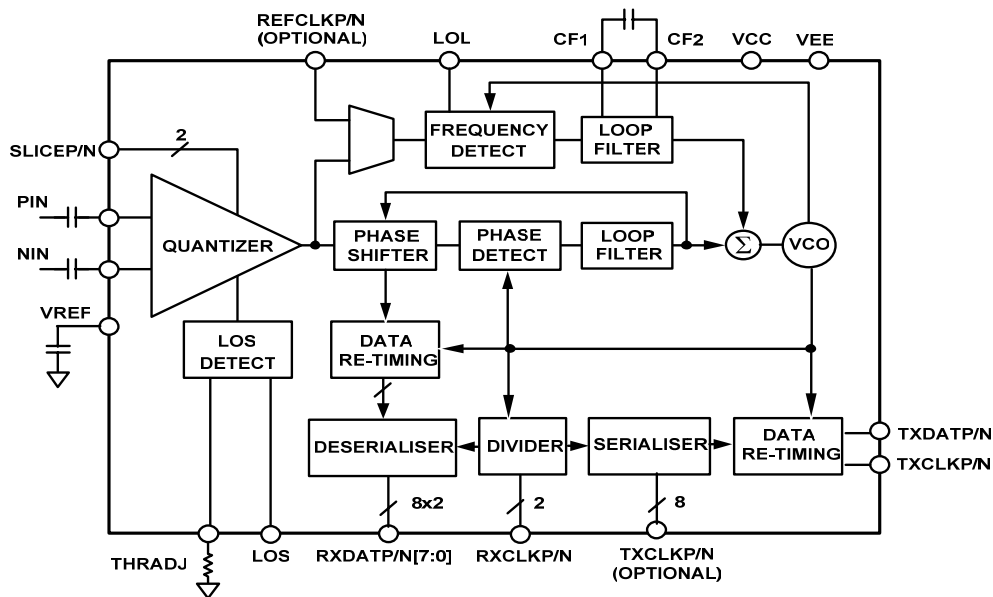 REFCLKP/N
(OPTIONAL)
LOL
CF1
CF2
VCC
VEE
SLICEP/N
2
FREQUENCY
DETECT
LOOP
FILTER
PIN
NIN
QUANTIZER
PHASE
SHIFTER
PHASE
DETECT
LOOP
FILTER
Σ
VCO
VREF
LOS
DETECT
DATA
RE-TIMING
DESERIALISER
DIVIDER
SERIALISER
DATA
RE-TIMING
TXDATP/N
TXCLKP/N
8x2
2
8
THRADJ
LOS
RXDATP/N[7:0]
RXCLKP/N
TXCLKP/N
(OPTIONAL)